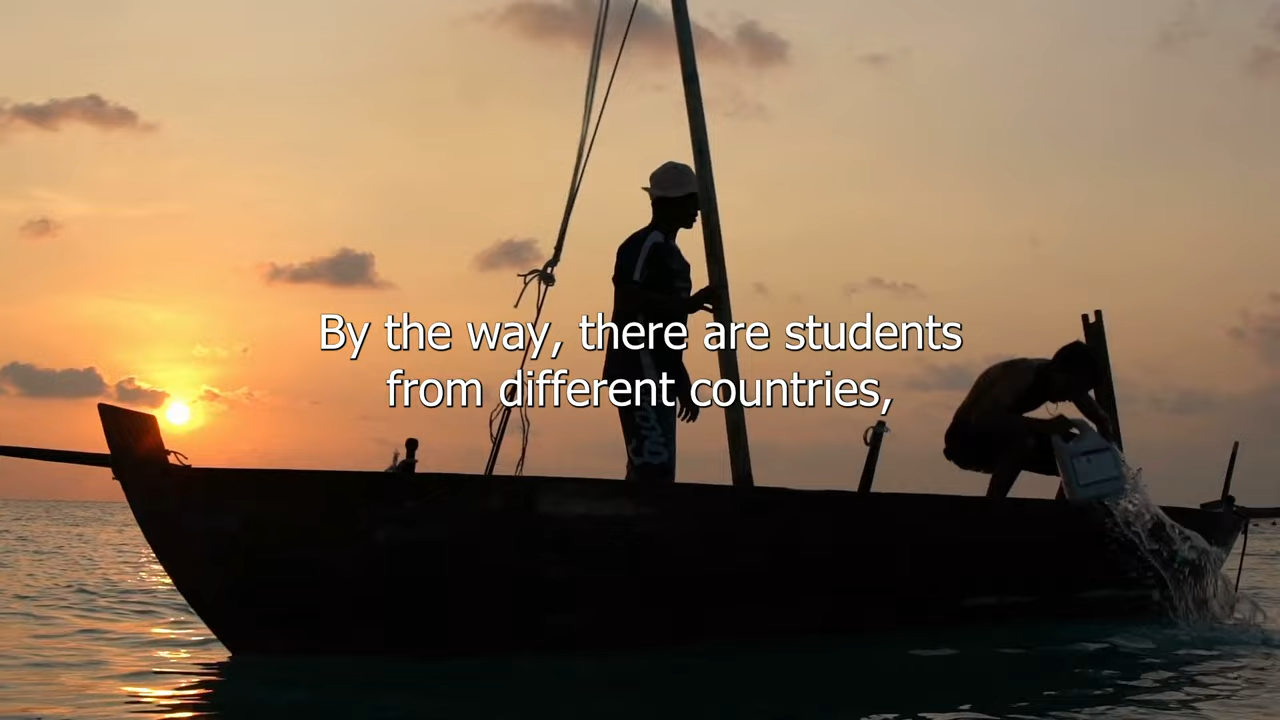 By the way, there are students
from different countries,